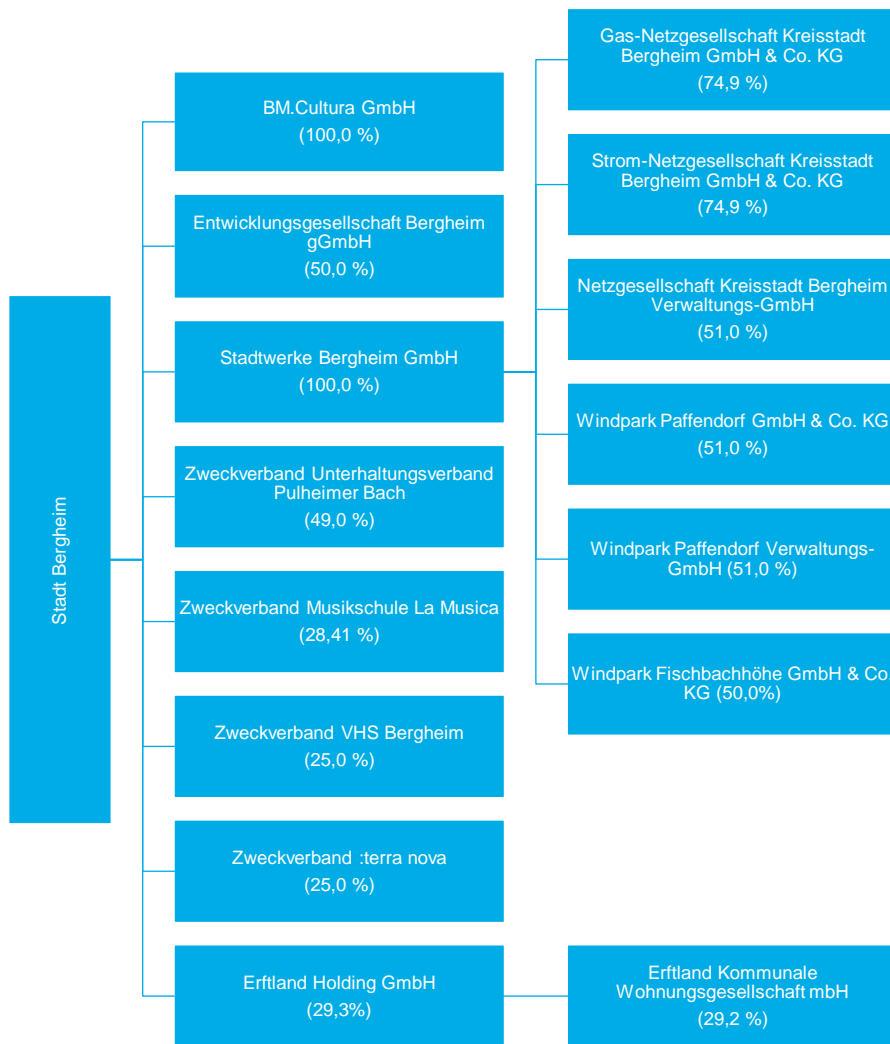 Stadt Bergheim
BM.Cultura GmbH
(100,0 %)
Entwicklungsgesellschaft Bergheim
gGmbH
(50,0 %)
Stadtwerke Bergheim GmbH
(100,0 %)
Zweckverband Unterhaltungsverband
Pulheimer Bach
(49,0 %)
Zweckverband Musikschule La Musica
(28,41 %)
Zweckverband VHS Bergheim
(25,0 %)
Zweckverband :terra nova
(25,0 %)
Erftland Holding GmbH
(29,3%)
Gas-Netzgesellschaft Kreisstadt
Bergheim GmbH & Co. KG
(74,9 %)
Strom-Netzgesellschaft Kreisstadt
Bergheim GmbH & Co. KG
(74,9 %)
Netzgesellschaft Kreisstadt Bergheim
Verwaltungs-GmbH
(51,0 %)
Windpark Paffendorf GmbH & Co. KG
(51,0 %)
Windpark Paffendorf Verwaltungs-
GmbH (51,0 %)
Windpark Fischbachhöhe GmbH & Co.
KG (50,0%)
Erftland Kommunale
Wohnungsgesellschaft mbH
(29,2 %)